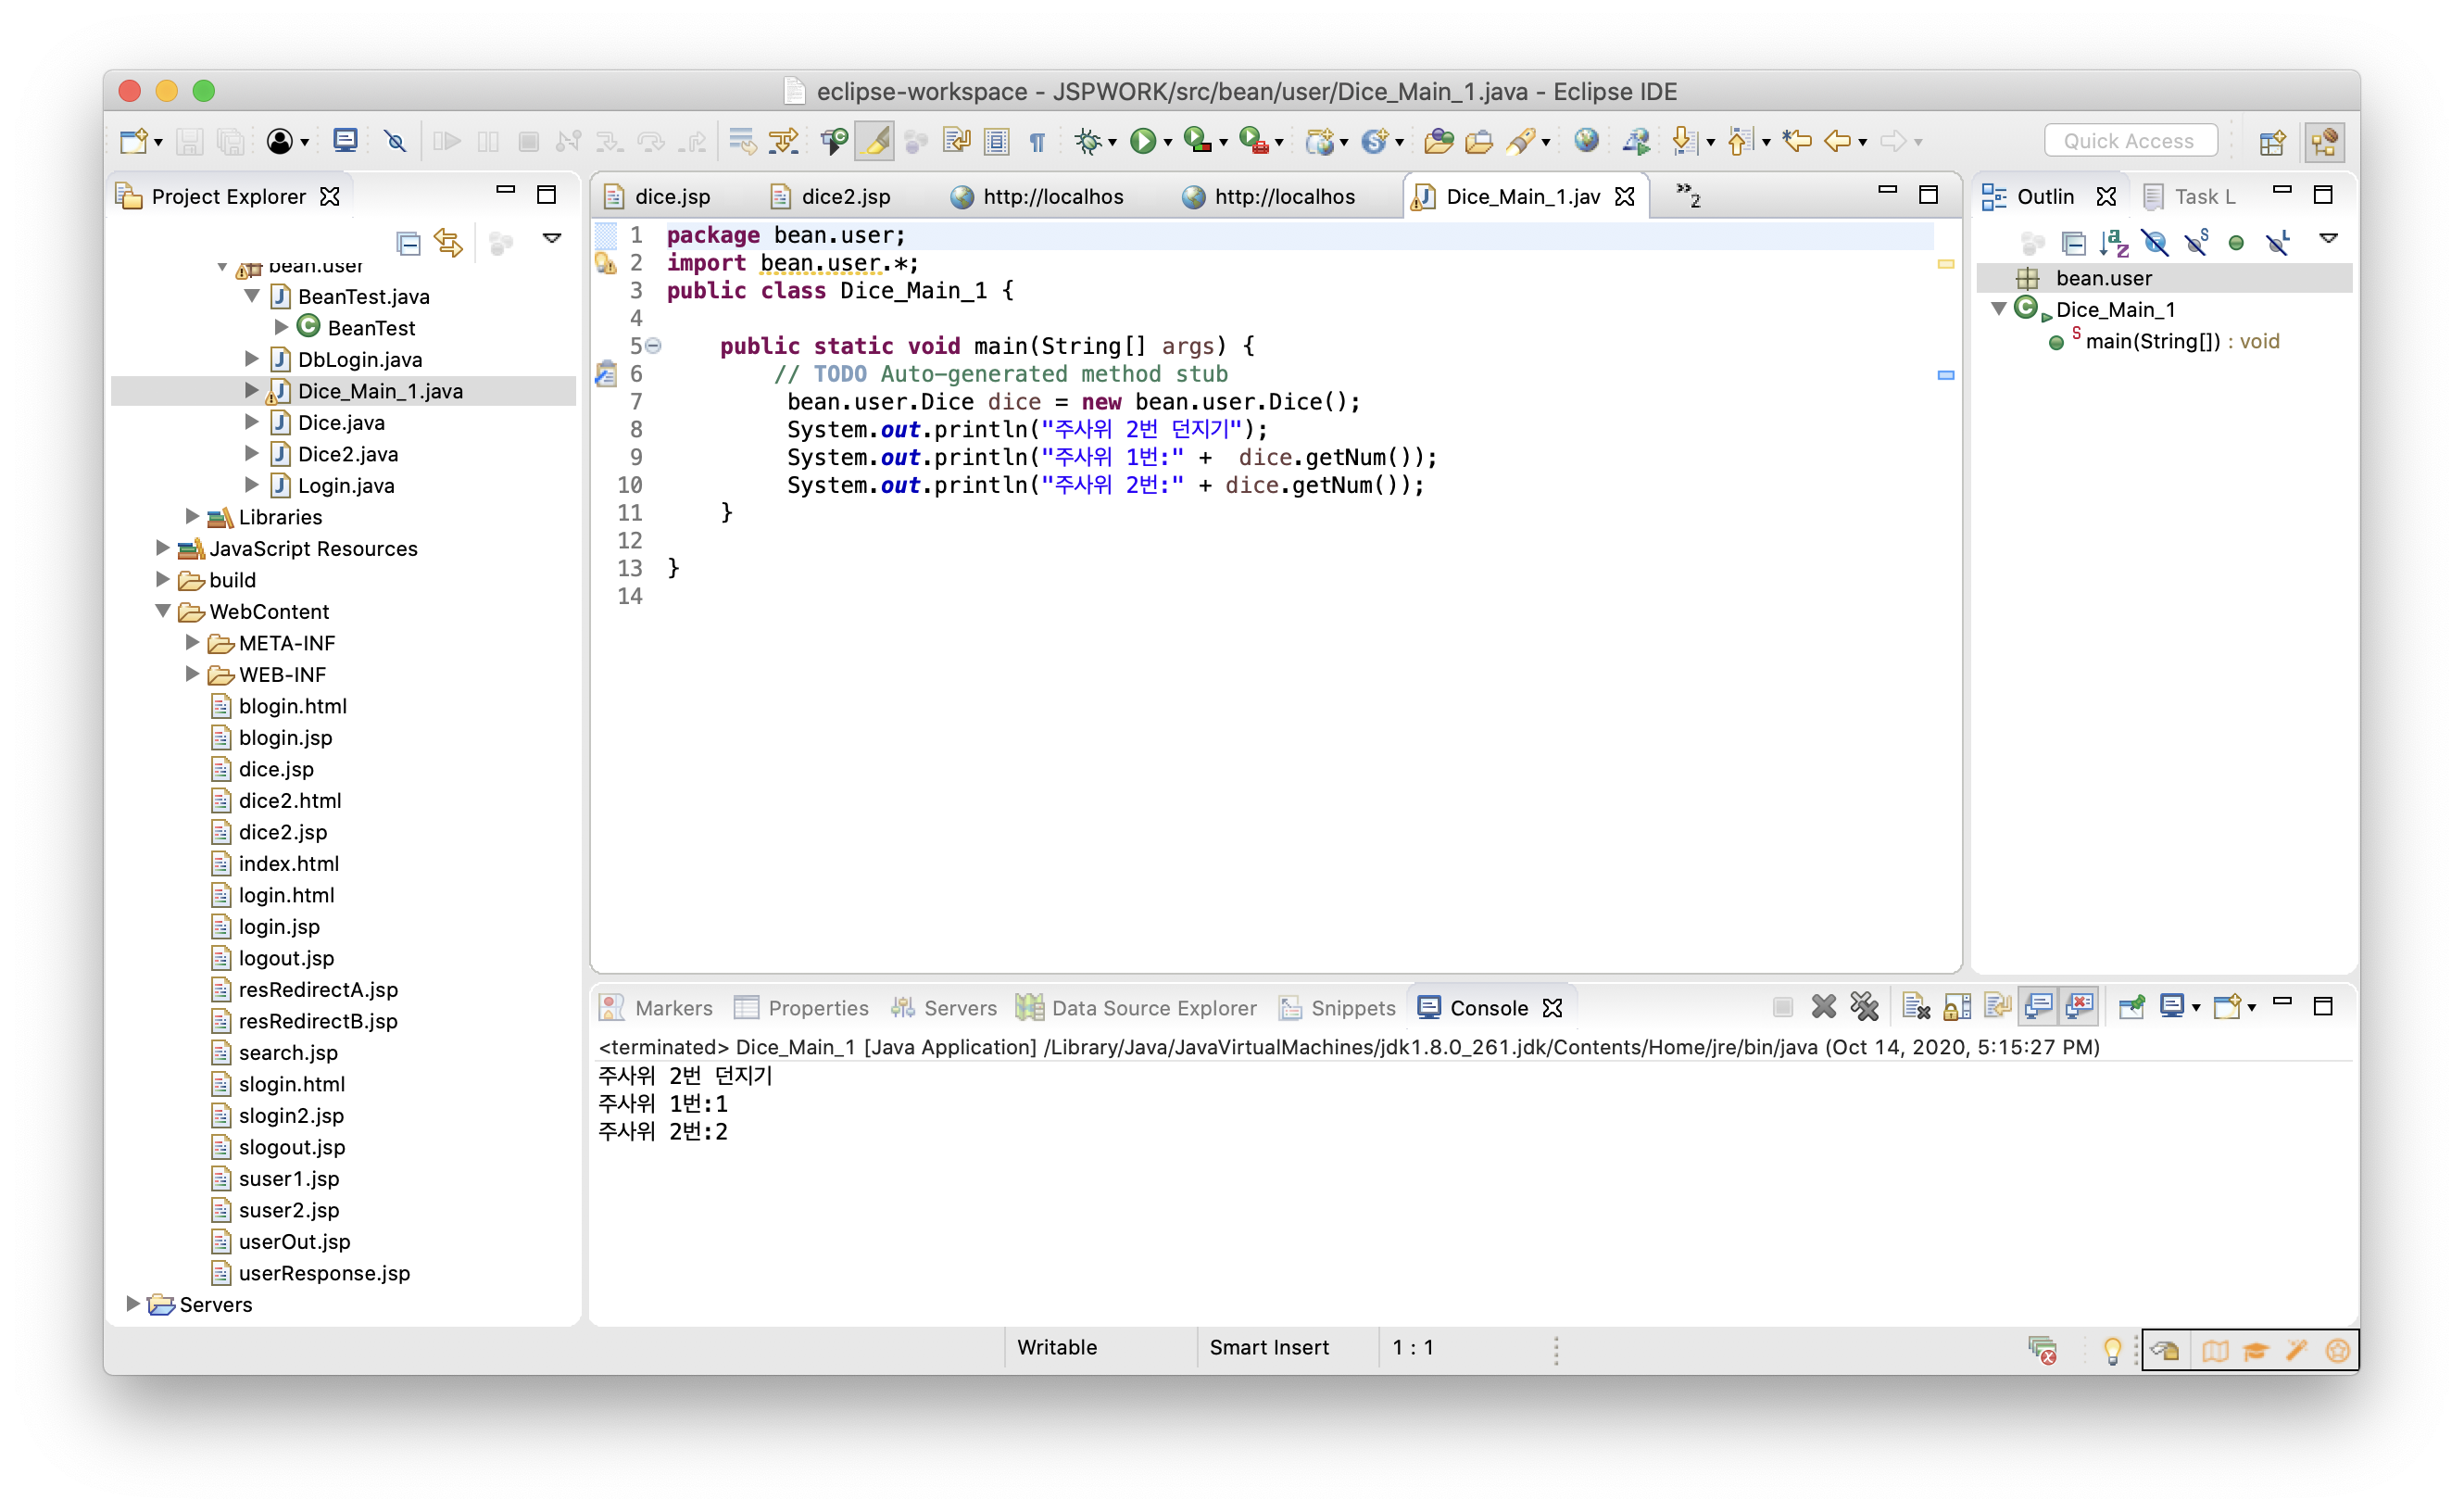 eclipse-workspace - JSPWORK/src/bean/user/Dice_Main_1.java - Eclipse IDE
Quick Access
Project Explorer
bean.user
BeanTest.java
BeanTest
DbLogin.java
Dice_Main_1.java
Dice.java
Dice2.java
Login.java
Libraries
JavaScript Resources
build
WebContent
META-INF
WEB-INF
blogin.html
blogin.jsp
dice.jsp
dice2.html
dice2.jsp
index.html
login.html
login.jsp
logout.jsp
resRedirectA.jsp
resRedirectB.jsp
search.jsp
slogin.html
slogin2.jsp
slogout.jsp
suser1.jsp
suser2.jsp
userOut.jsp
userResponse.jsp
Servers
dice.jsp dice2.jsp http://localhos http://localhos Dice_Main_1.jav »2
1 package bean.user;
2 import bean.user.*;
3 public class Dice_Main_1 {
4
5 public static void main(String[] args) {
6 // TODO Auto-generated method stub
7 bean.user.Dice dice = new bean.user.Dice();
8 System.out.println("주사위 2번 던지기");
9 System.out.println("주사위 1번:" +  dice.getNum());
10 System.out.println("주사위 2번:" + dice.getNum());
11 }
12
13 }
14
Outlin Task L
bean.user
Dice_Main_1
main(String[]) : void
Markers Properties Servers Data Source Explorer Snippets Console
<terminated> Dice_Main_1 [Java Application] /Library/Java/JavaVirtualMachines/jdk1.8.0_261.jdk/Contents/Home/jre/bin/java (Oct 14, 2020, 5:15:27 PM)
주사위 2번 던지기
주사위 1번:1
주사위 2번:2
Writable Smart Insert 1 : 1